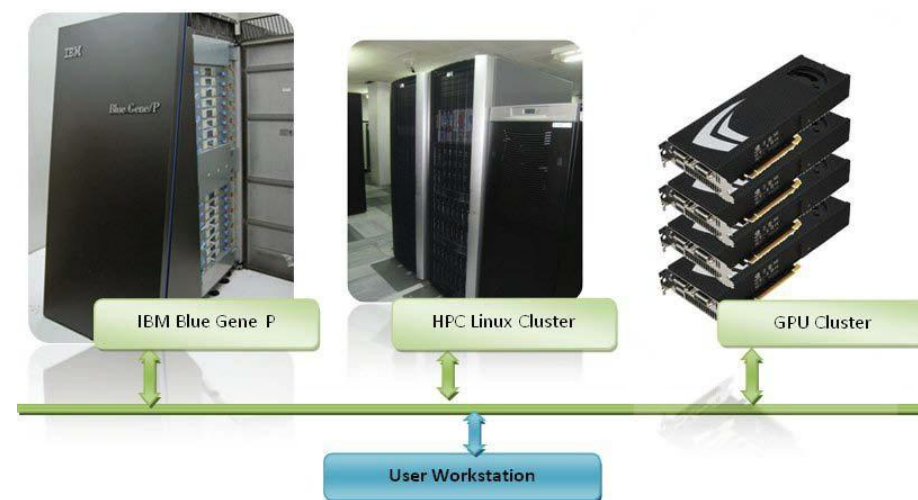 IBM
Blue Gene/P
IBM Blue Gene P
HPC Linux Cluster
GPU Cluster
User Workstation